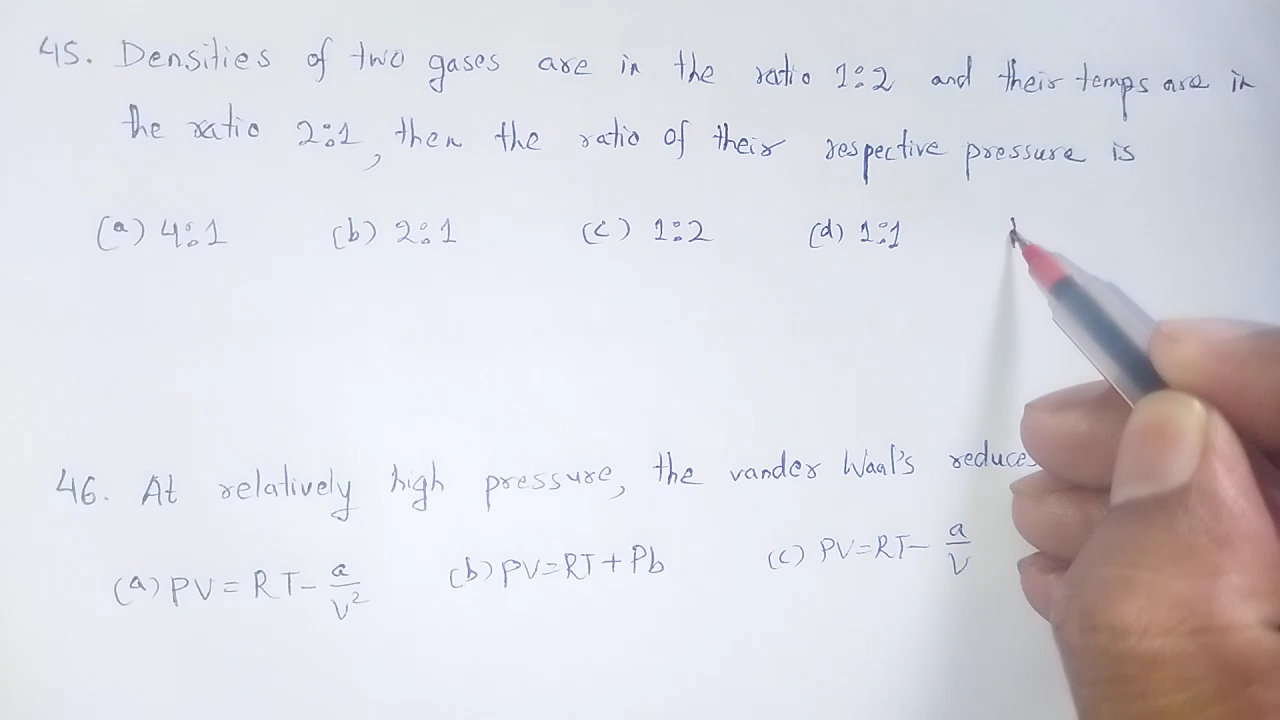 45. Densities of two gases are in the ratio 1:2 and their temps are in
the ratio 2:1, then the ratio of their respective pressure is
(a) 4:1 (b) 2:1 (c) 1:2 (d) 1:1
46. At relatively high pressure, the vander Waal's reduces
(a) PV = RT - a/V² (b) PV = RT + Pb (c) PV = RT - a/V